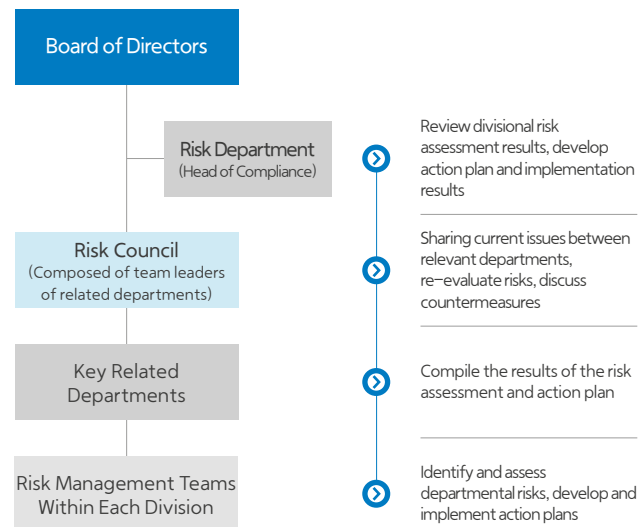 Board of Directors
Risk Department
(Head of Compliance)
Review divisional risk
assessment results, develop
action plan and implementation
results
Risk Council
(Composed of team leaders
of related departments)
Sharing current issues between
relevant departments,
re-evaluate risks, discuss
countermeasures
Key Related
Departments
Compile the results of the risk
assessment and action plan
Risk Management Teams
Within Each Division
Identify and assess
departmental risks, develop and
implement action plans